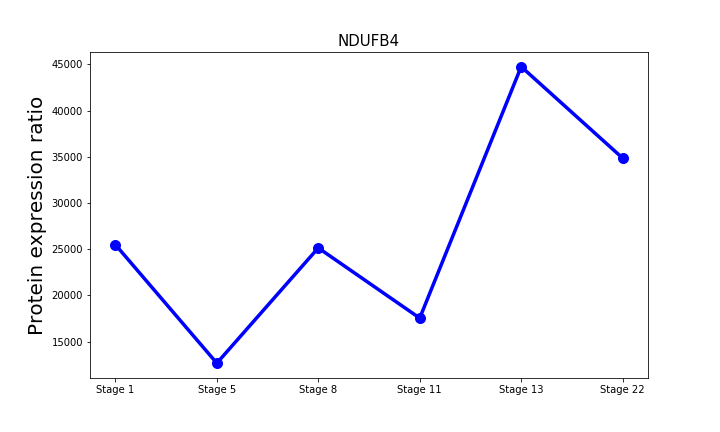 NDUFB4
Protein expression ratio
45000
40000
35000
30000
25000
20000
15000
Stage 1 Stage 5 Stage 8 Stage 11 Stage 13 Stage 22